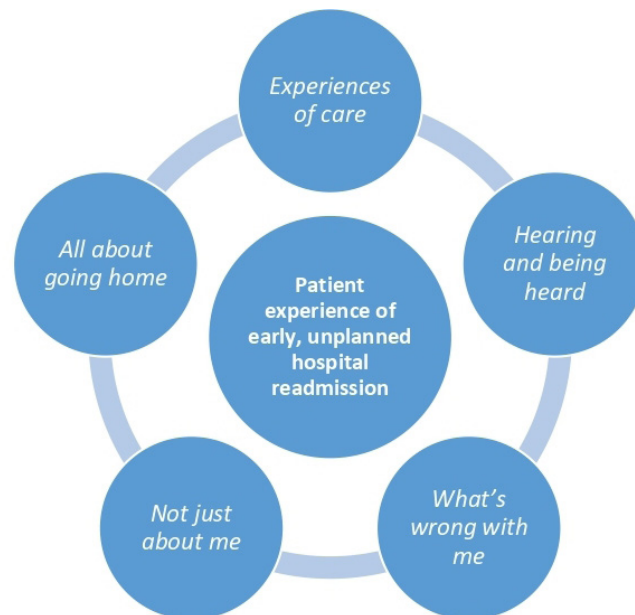 Experiences
of care
Hearing
and being
heard
What's
wrong with
me
Not just
about me
All about
going home
Patient
experience of
early, unplanned
hospital
readmission